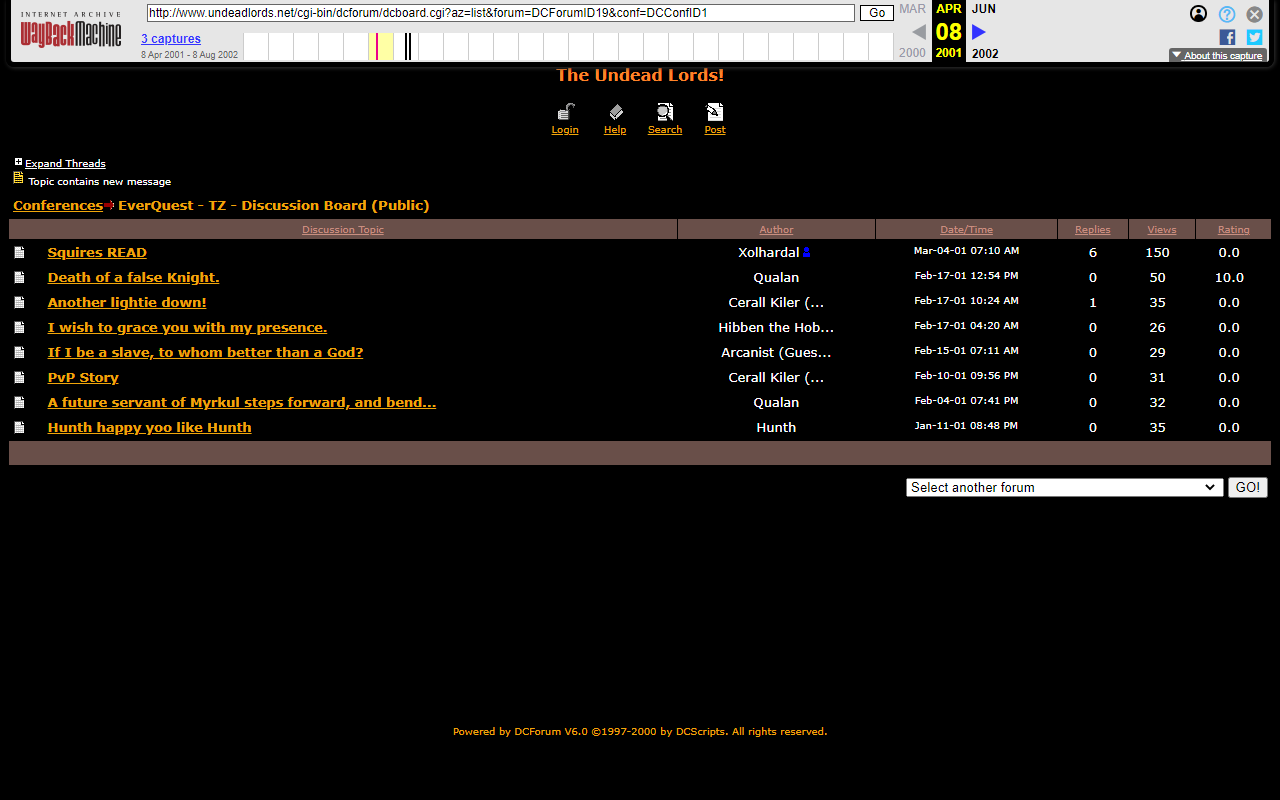 INTERNET ARCHIVE
WayBackMachine
http://www.undeadlords.net/cgi-bin/dcforum/dcboard.cgi?az=list&forum=DCForumID19&conf=DCConfID1
Go
MAR APR JUN
3 captures
08
8 Apr 2001 - 8 Aug 2002
2000 2001 2002
About this capture
The Undead Lords!
Login Help Search Post
Expand Threads
Topic contains new message
Conferences EverQuest - TZ - Discussion Board (Public)
Discussion Topic Author Date/Time Replies Views Rating
Squires READ Xolhardal Mar-04-01 07:10 AM 6 150 0.0
Death of a false Knight. Qualan Feb-17-01 12:54 PM 0 50 10.0
Another lightie down! Cerall Kiler (... Feb-17-01 10:24 AM 1 35 0.0
I wish to grace you with my presence. Hibben the Hob... Feb-17-01 04:20 AM 0 26 0.0
If I be a slave, to whom better than a God? Arcanist (Gues... Feb-15-01 07:11 AM 0 29 0.0
PvP Story Cerall Kiler (... Feb-10-01 09:56 PM 0 31 0.0
A future servant of Myrkul steps forward, and bend... Qualan Feb-04-01 07:41 PM 0 32 0.0
Hunth happy yoo like Hunth Hunth Jan-11-01 08:48 PM 0 35 0.0
Select another forum GO!
Powered by DCForum V6.0 ©1997-2000 by DCScripts. All rights reserved.